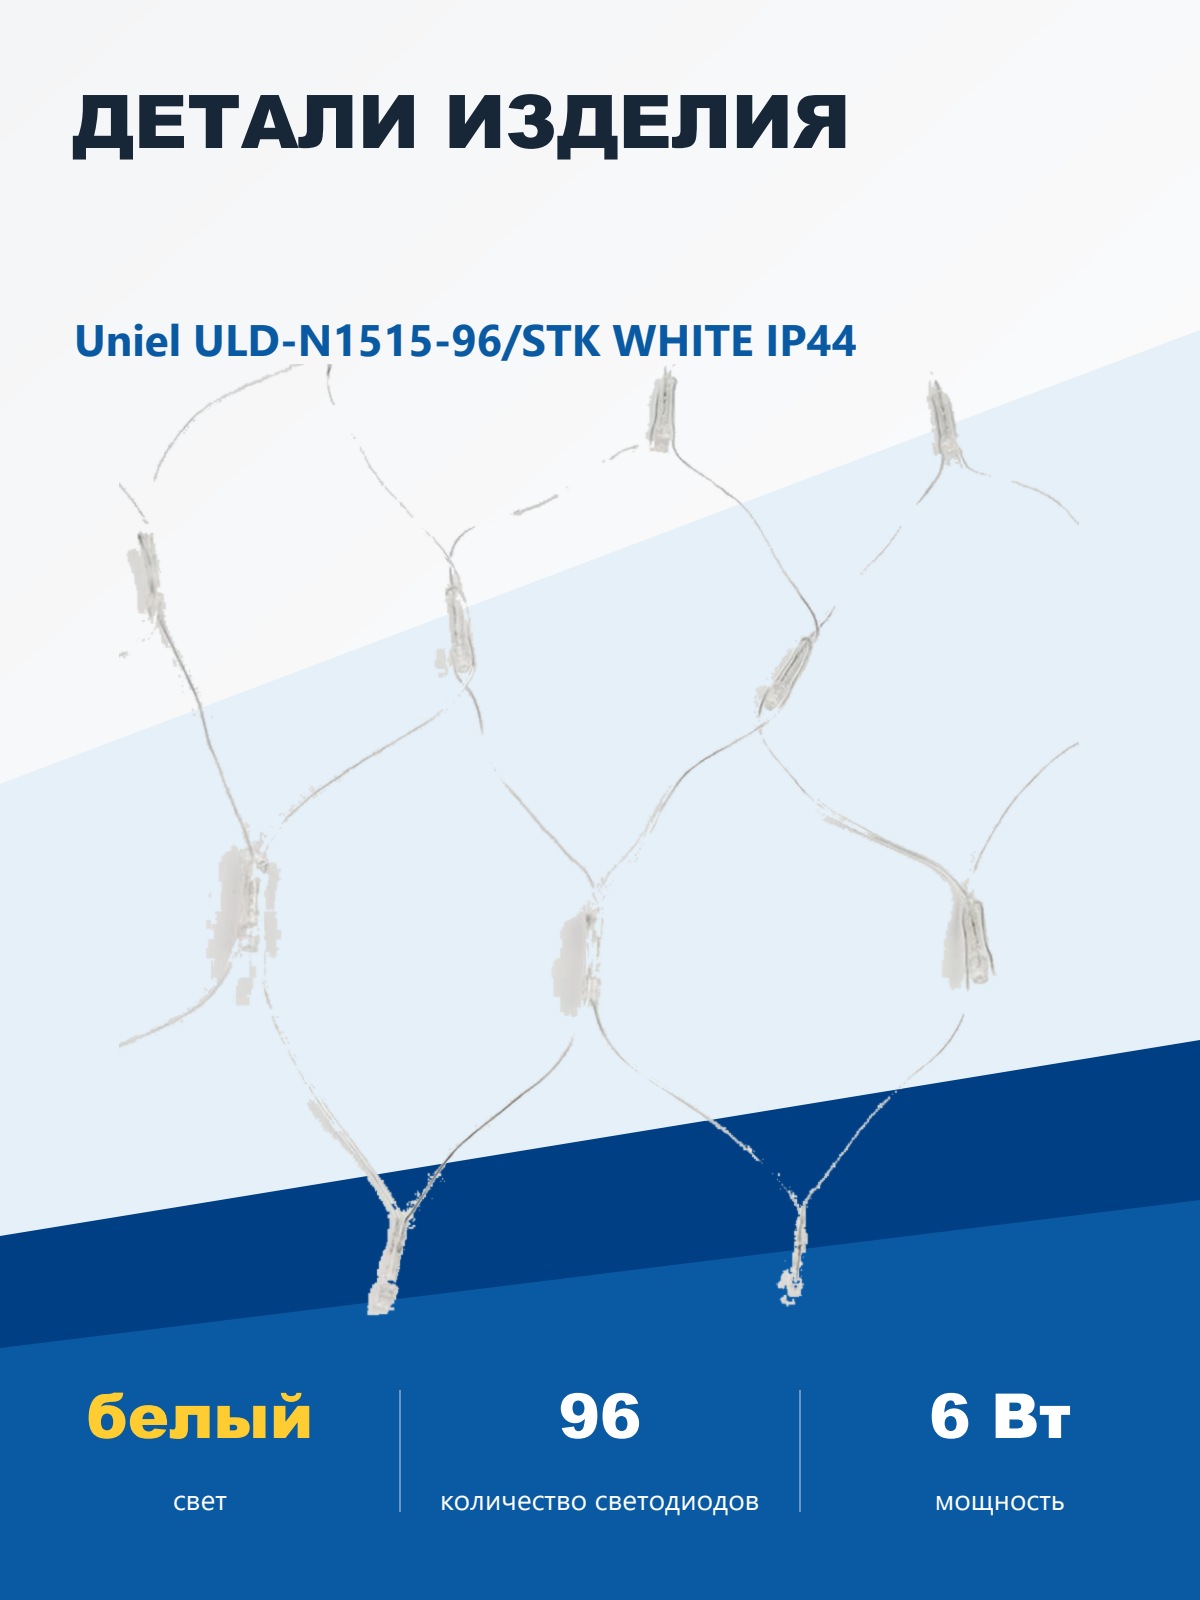 ДЕТАЛИ ИЗДЕЛИЯ
Uniel ULD-N1515-96/STK WHITE IP44
белый
свет
96
количество светодиодов
6 Вт
мощность